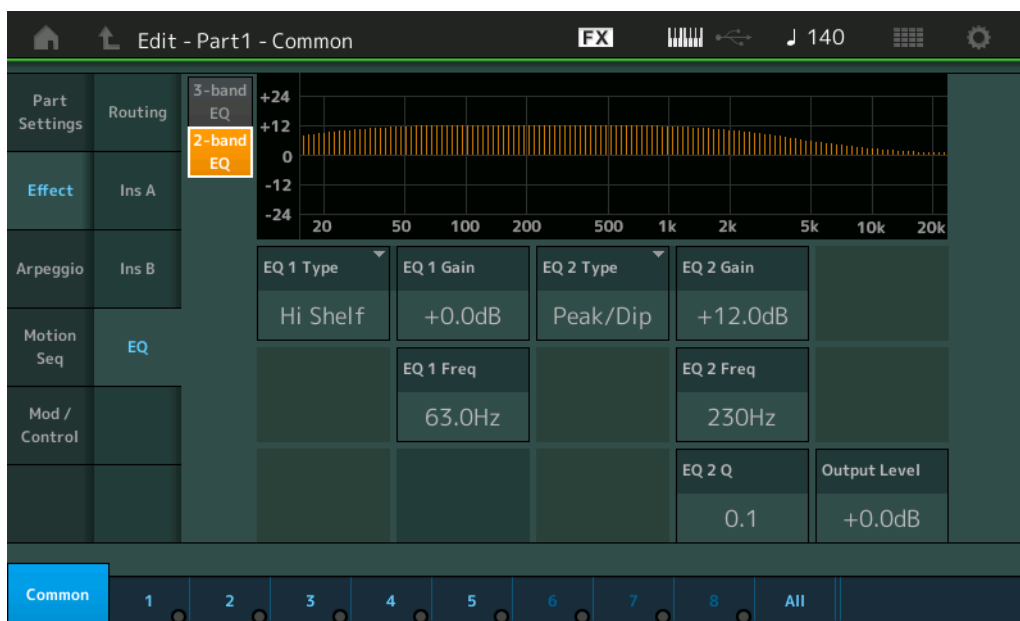 Edit - Part1 - Common
FX
♩ 140
Part
Settings
Effect
Arpeggio
Motion
Seq
Mod /
Control
Routing
Ins A
Ins B
EQ
3-band
EQ
2-band
EQ
+24
+12
0
-12
-24
20 50 100 200 500 1k 2k 5k 10k 20k
EQ 1 Type
Hi Shelf
EQ 1 Gain
+0.0dB
EQ 2 Type
Peak/Dip
EQ 2 Gain
+12.0dB
EQ 1 Freq
63.0Hz
EQ 2 Freq
230Hz
EQ 2 Q
0.1
Output Level
+0.0dB
Common 1 2 3 4 5 6 7 8 All